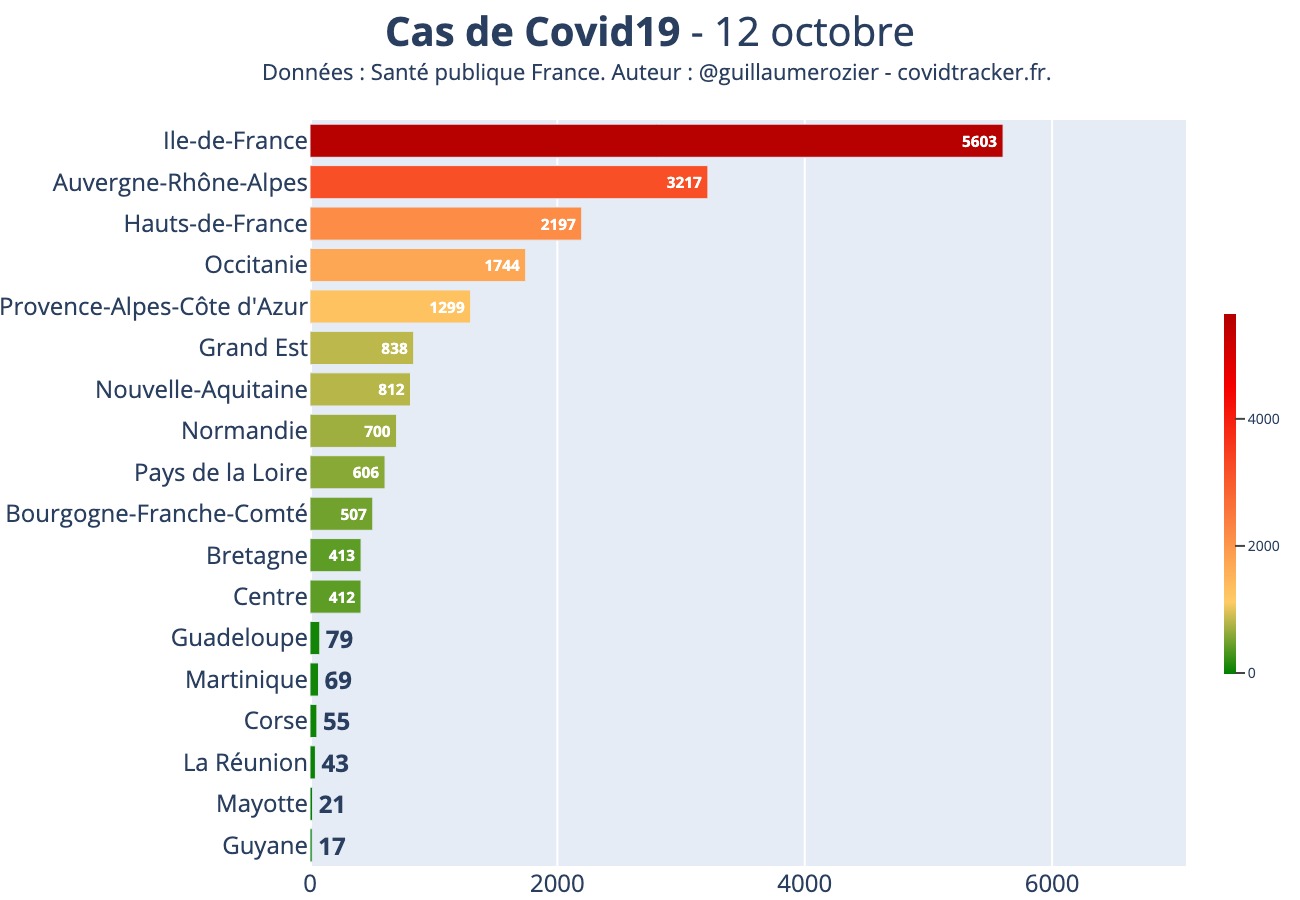 Cas de Covid19 - 12 octobre
Données : Santé publique France. Auteur : @guillaumerozier - covidtracker.fr.
Ile-de-France 5603
Auvergne-Rhône-Alpes 3217
Hauts-de-France 2197
Occitanie 1744
Provence-Alpes-Côte d'Azur 1299
Grand Est 838
Nouvelle-Aquitaine 812
Normandie 700
Pays de la Loire 606
Bourgogne-Franche-Comté 507
Bretagne 413
Centre 412
Guadeloupe 79
Martinique 69
Corse 55
La Réunion 43
Mayotte 21
Guyane 17
0 2000 4000 6000
4000
2000
0